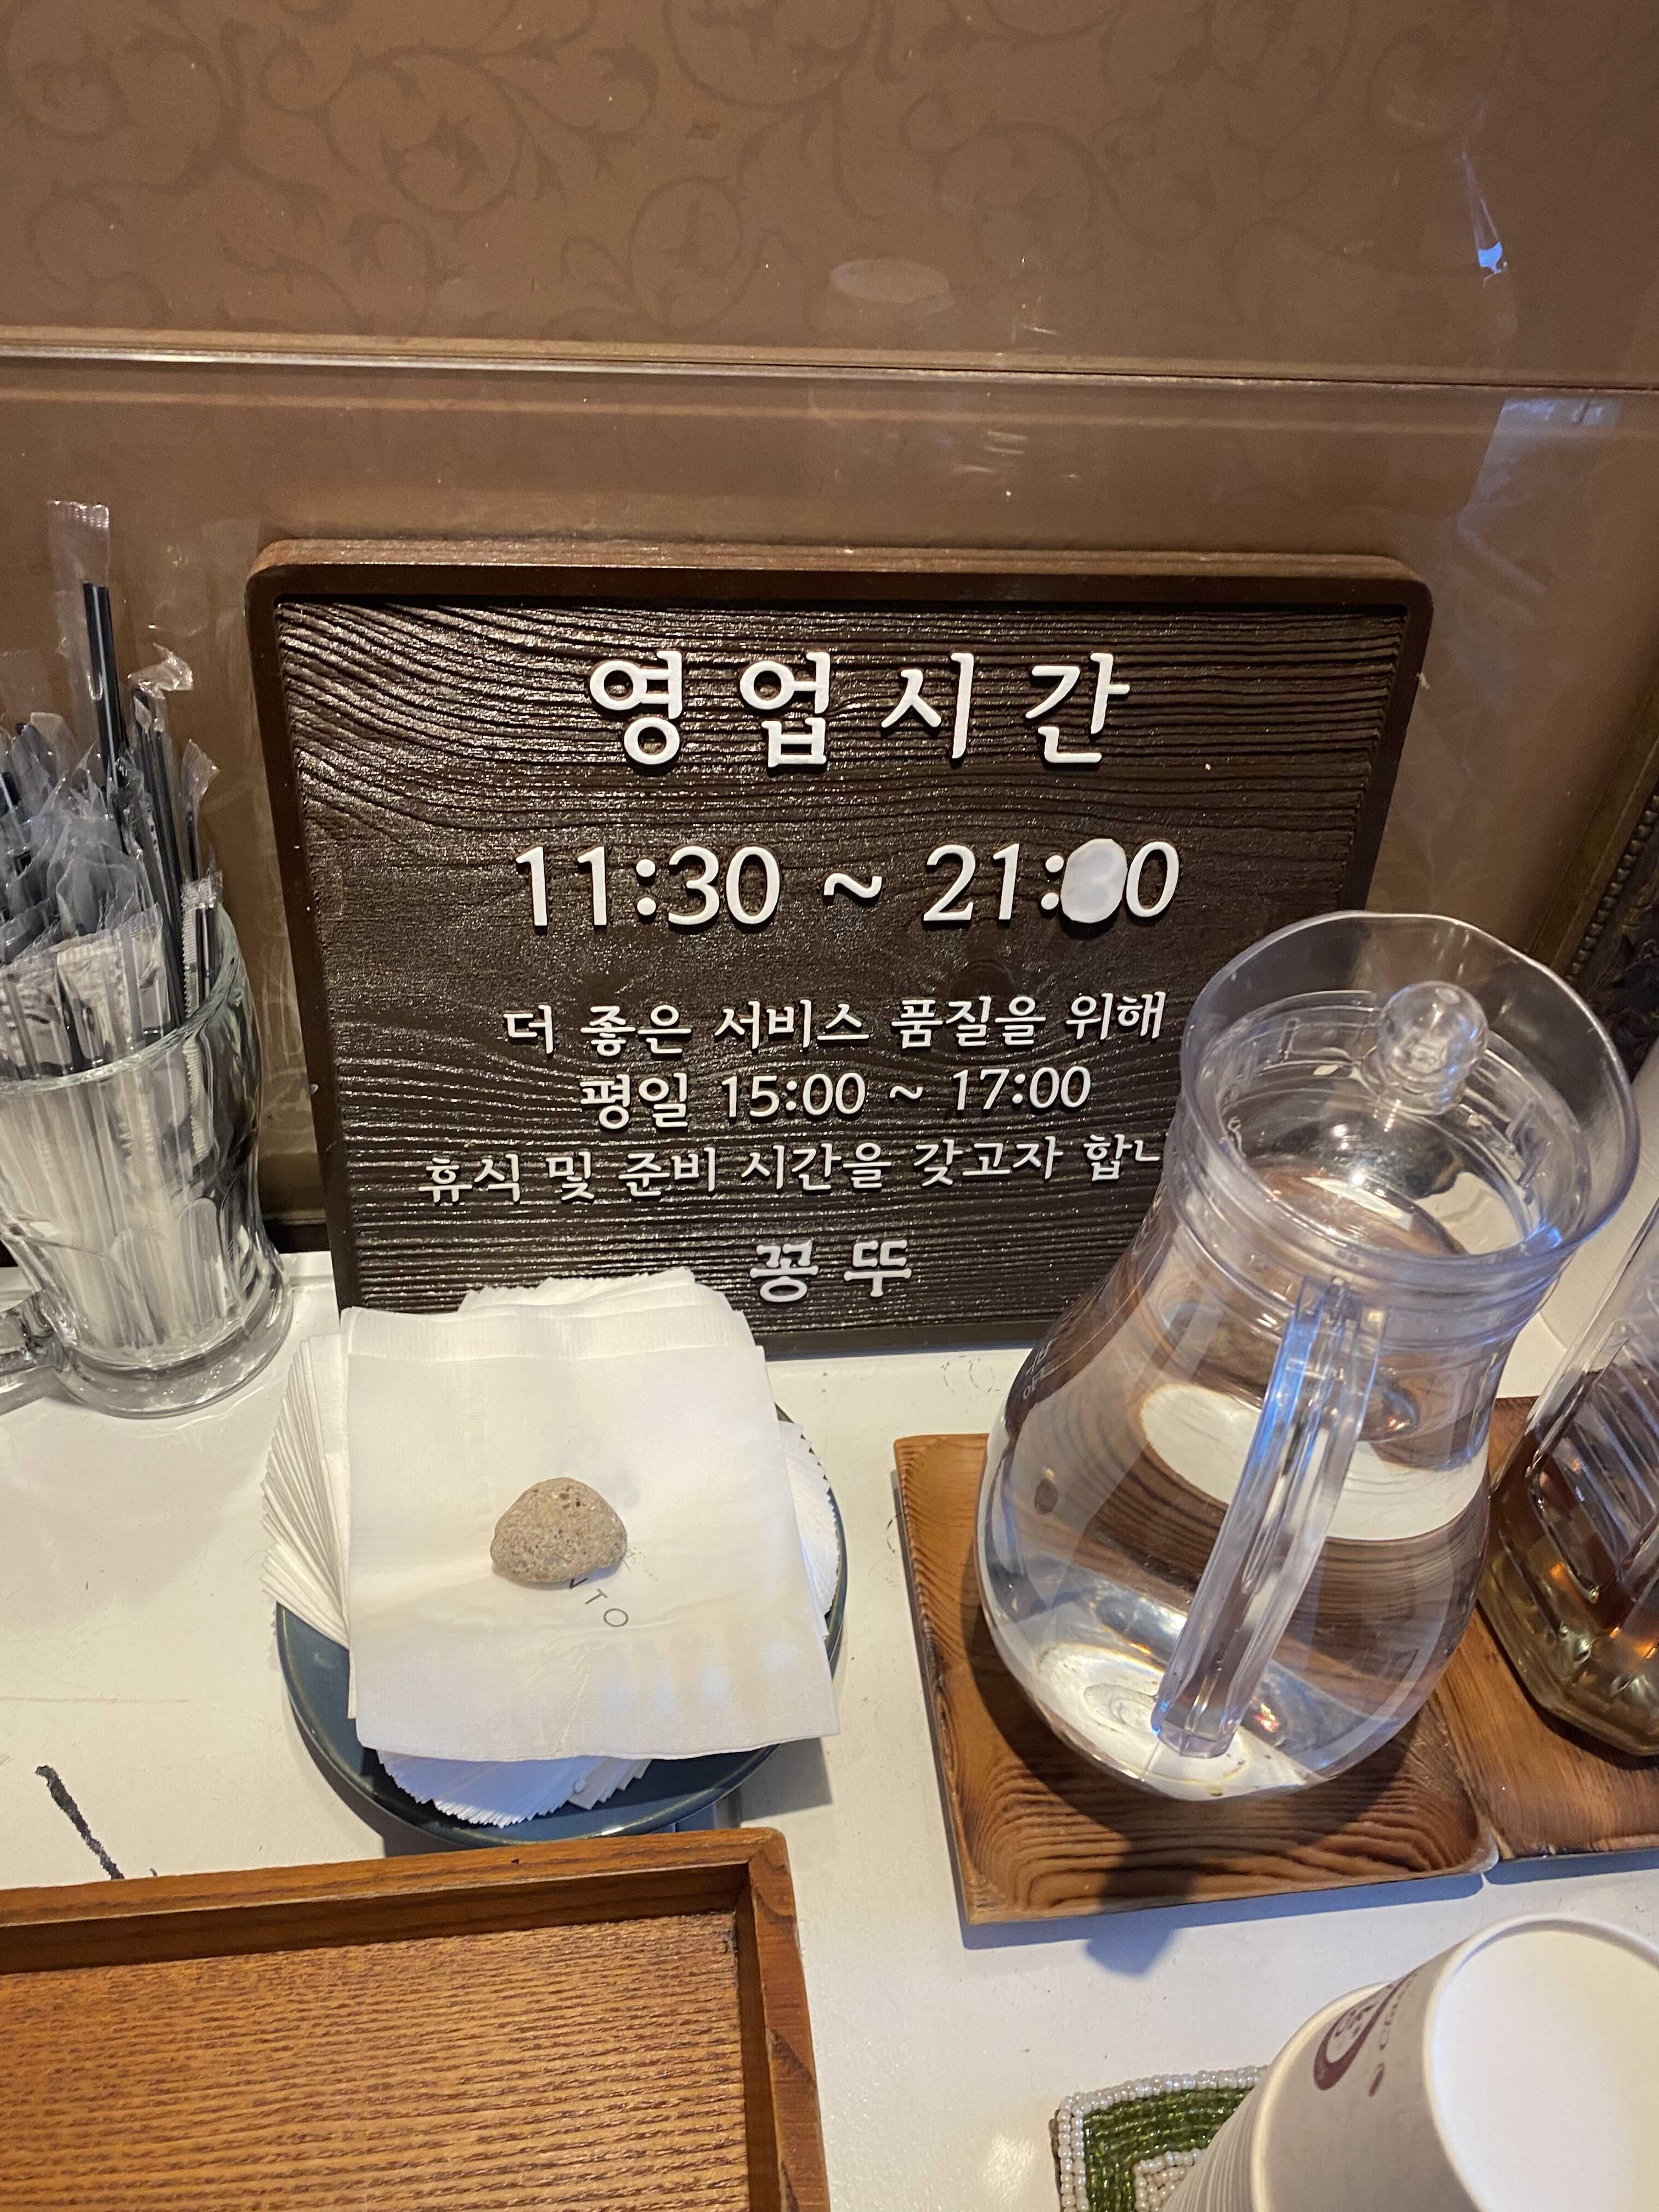 영업시간
11:30 ~ 21:00
더 좋은 서비스 품질을 위해
평일 15:00 ~ 17:00
휴식 및 준비 시간을 갖고자
꽁뚜